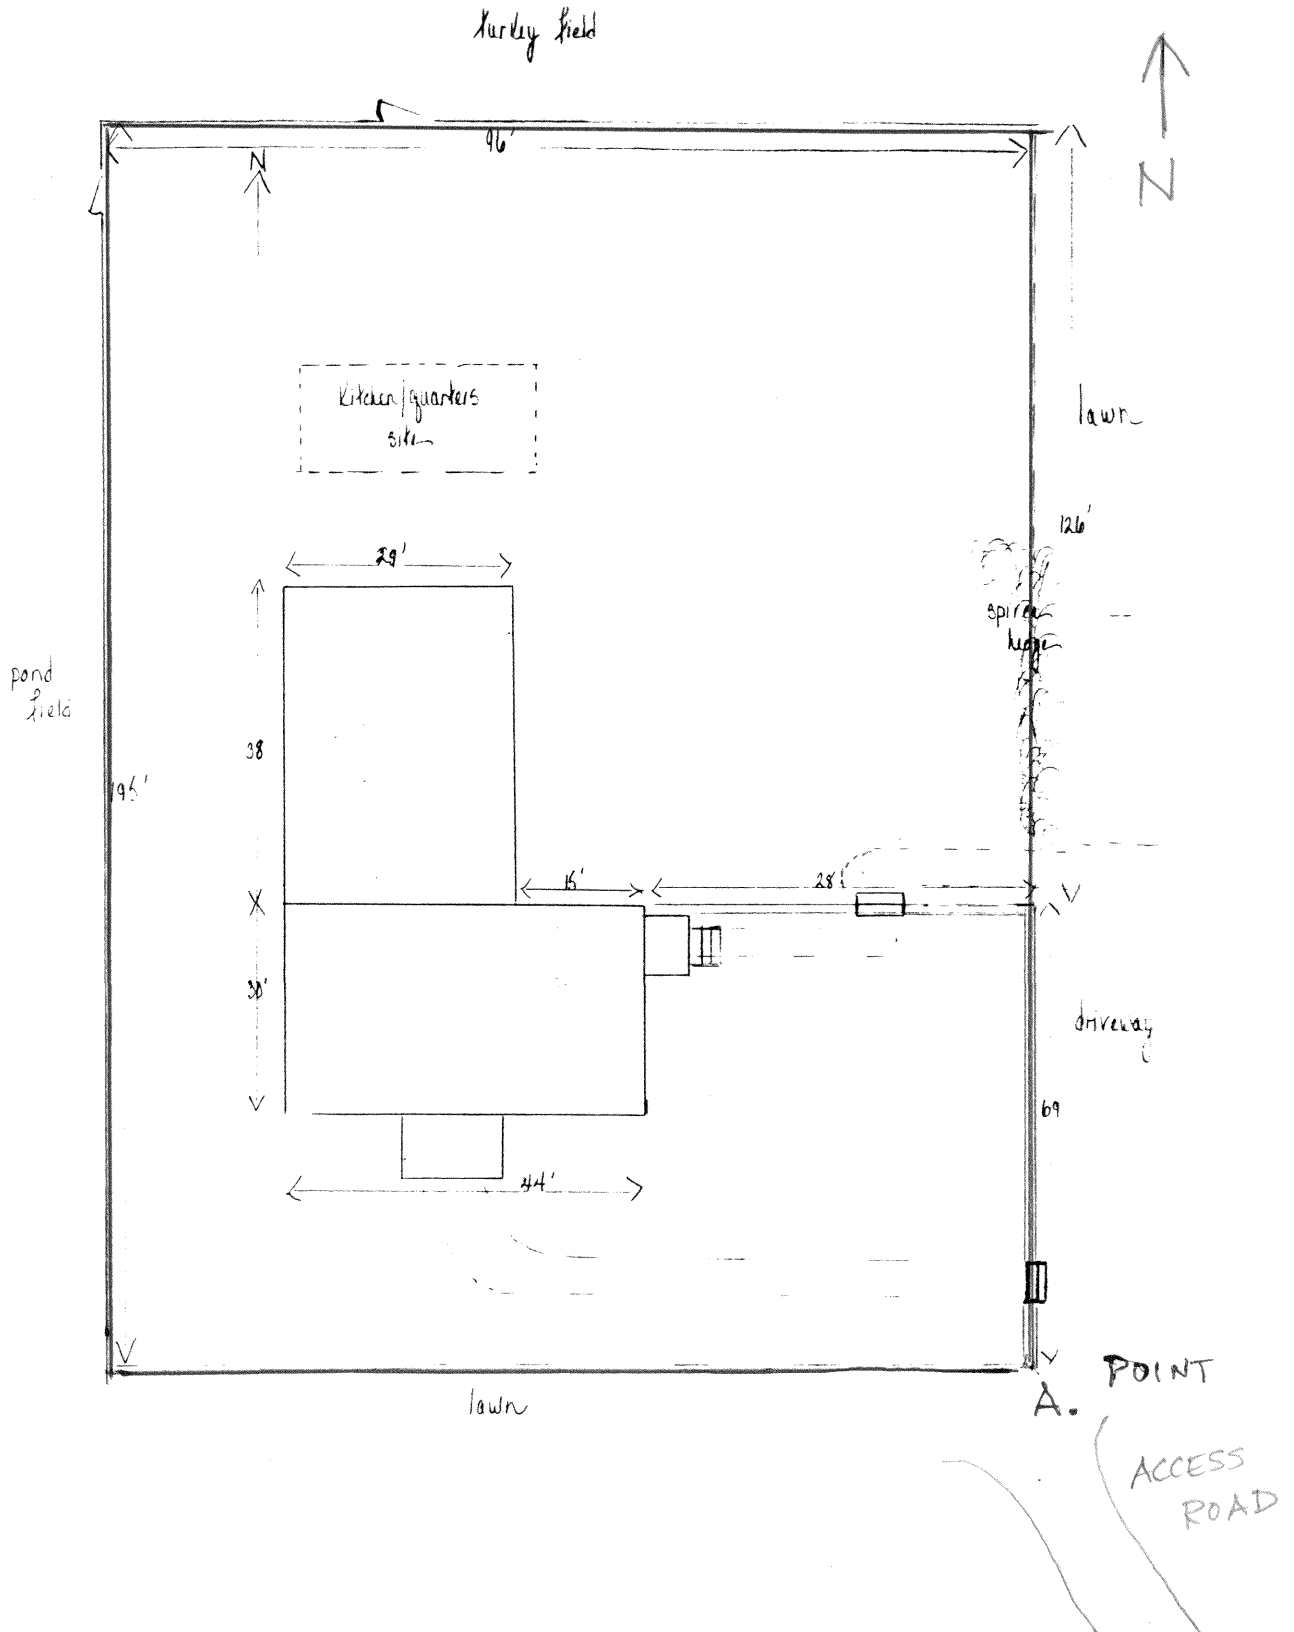 turkey field
N
96'
N
Kitchen/quarters
site
lawn
126'
29'
spirea
hedge
pond
field
38
195'
15'
28'
30'
driveway
69
44'
lawn
POINT
A.
ACCESS
ROAD